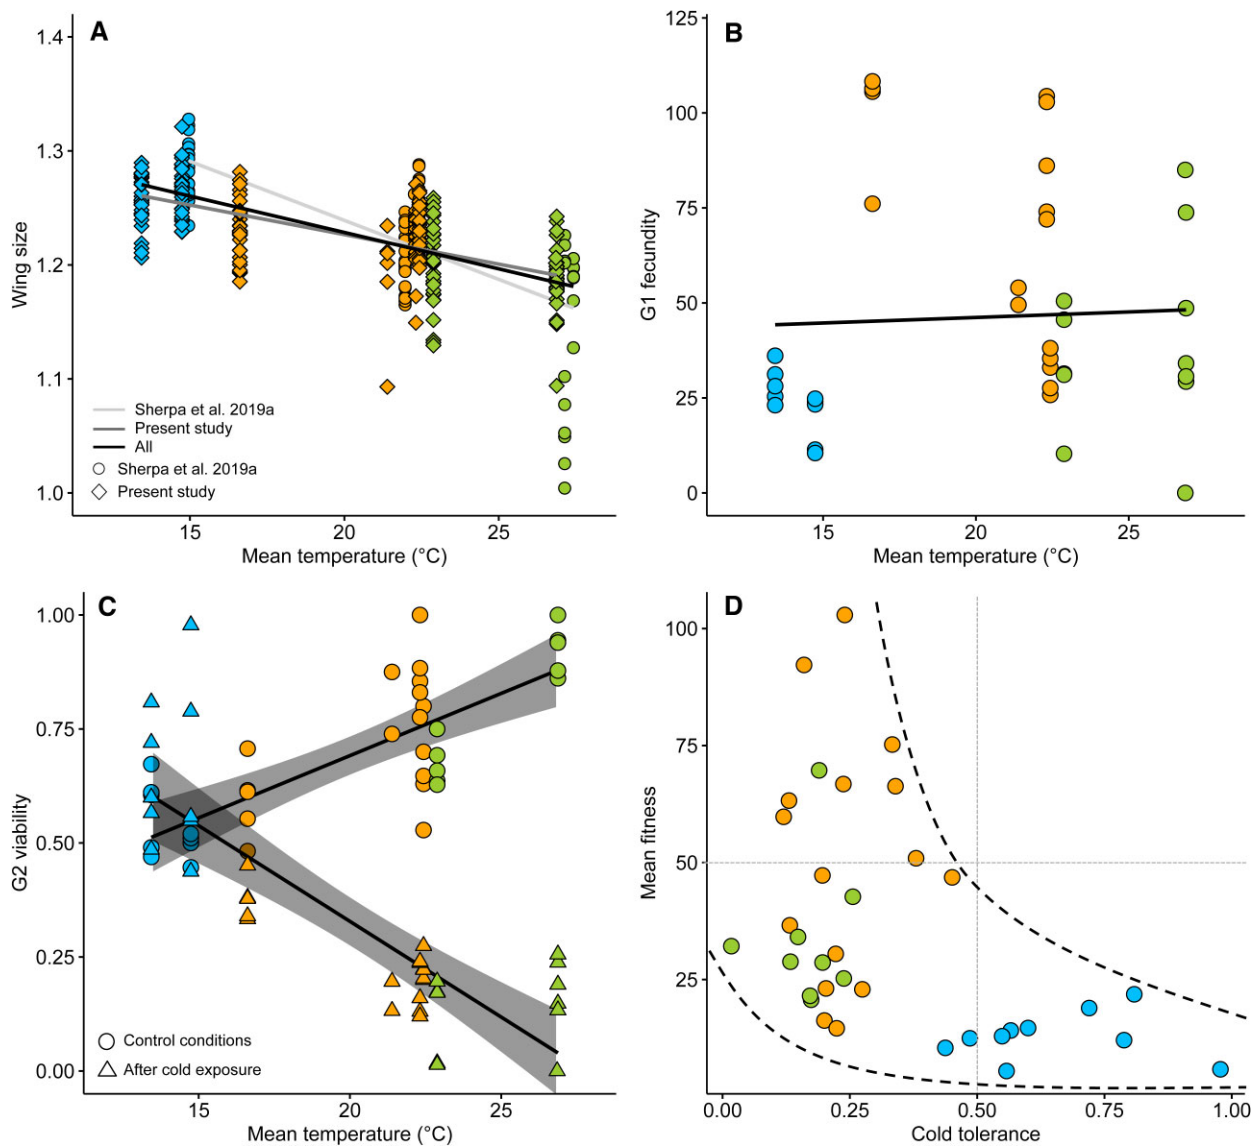 A
1.4
1.3
1.2
1.1
1.0
Wing size
Sherpa et al. 2019a
Present study
All
Sherpa et al. 2019a
Present study
15
20
25
Mean temperature (°C)
B
125
100
75
50
25
0
G1 fecundity
15
20
25
Mean temperature (°C)
C
1.00
0.75
0.50
0.25
0.00
G2 viability
Control conditions
After cold exposure
15
20
25
Mean temperature (°C)
D
100
75
50
25
Mean fitness
0.00
0.25
0.50
0.75
1.00
Cold tolerance